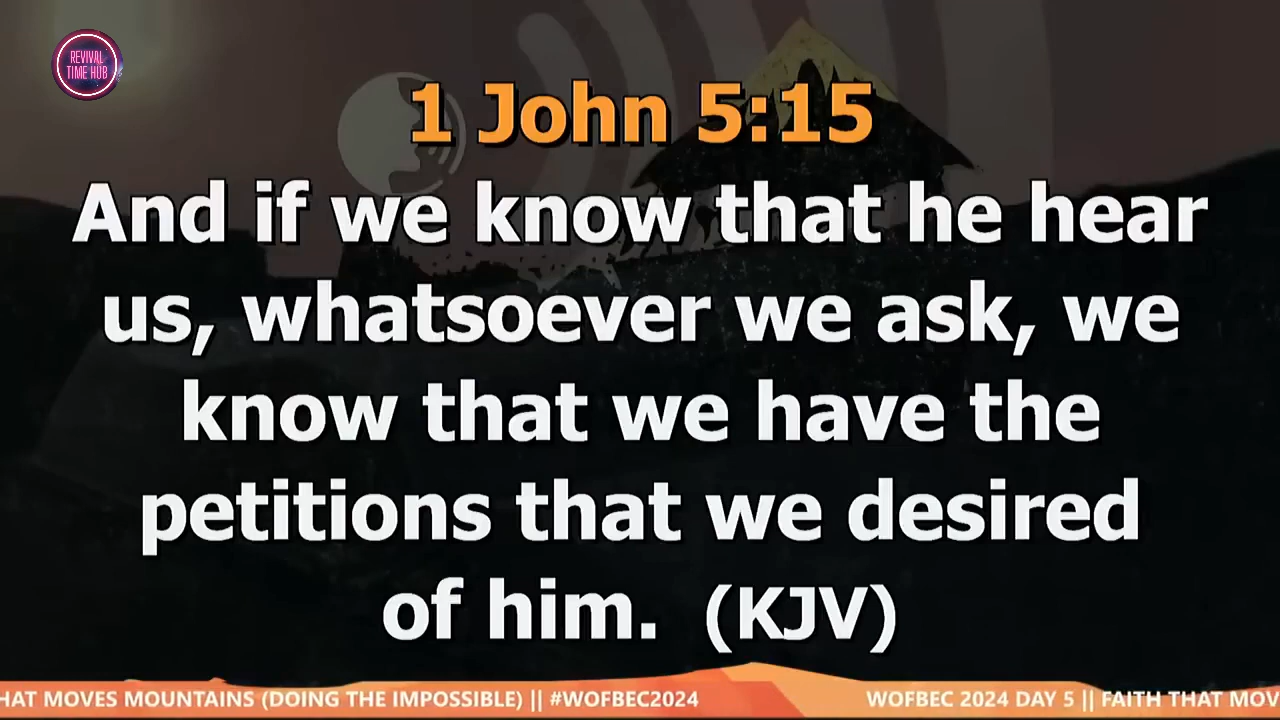 REVIVAL
TIME HUB
1 John 5:15
And if we know that he hear
us, whatsoever we ask, we
know that we have the
petitions that we desired
of him. (KJV)
HAT MOVES MOUNTAINS (DOING THE IMPOSSIBLE) || #WOFBEC2024 WOFBEC 2024 DAY 5 || FAITH THAT MOV